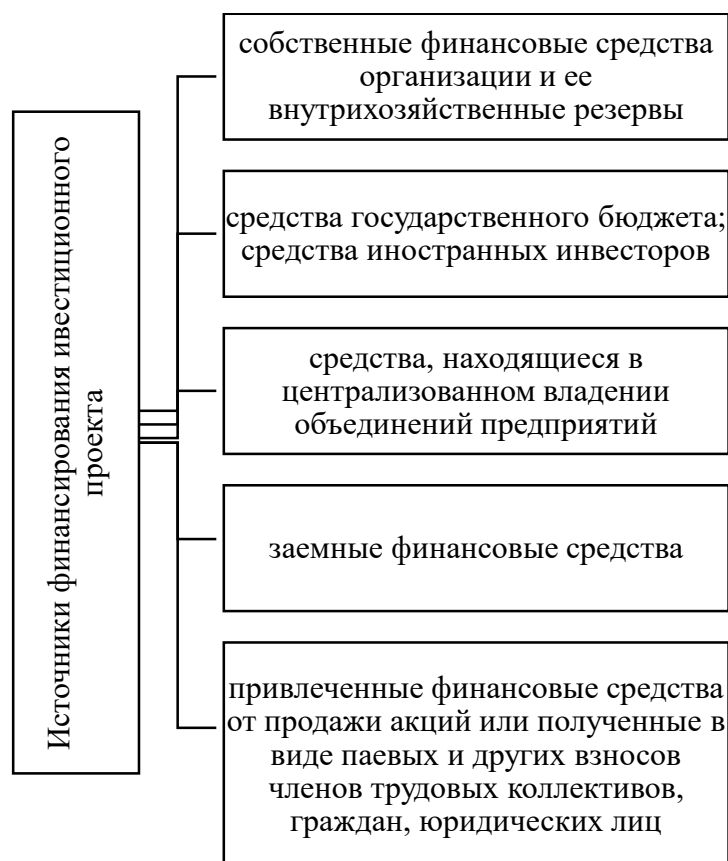 Источники финансирования ивестиционного
проекта
собственные финансовые средства
организации и ее
внутрихозяйственные резервы
средства государственного бюджета;
средства иностранных инвесторов
средства, находящиеся в
централизованном владении
объединений предприятий
заемные финансовые средства
привлеченные финансовые средства
от продажи акций или полученные в
виде паевых и других взносов
членов трудовых коллективов,
граждан, юридических лиц